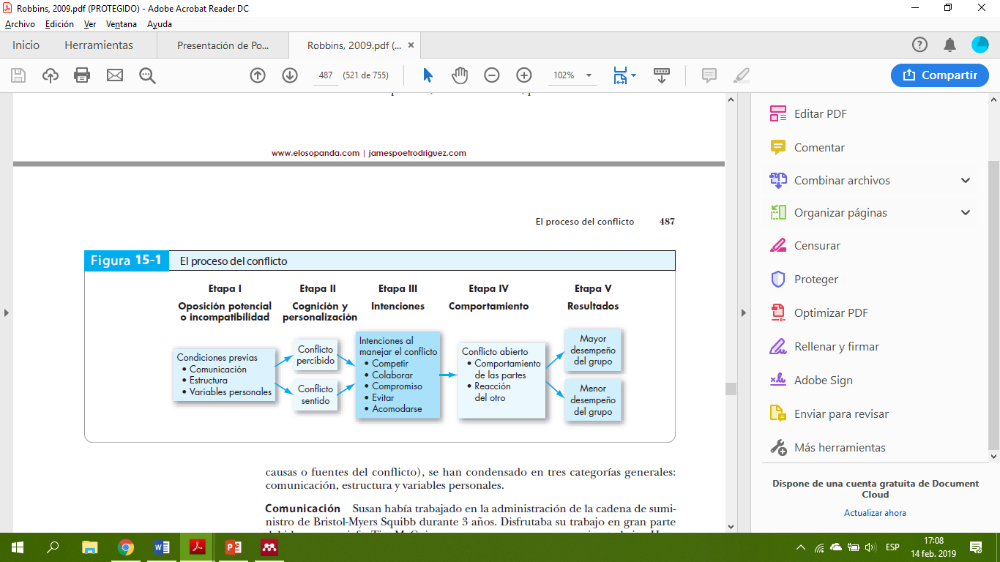 Robbins, 2009.pdf (PROTEGIDO) - Adobe Acrobat Reader DC
Archivo Edición Ver Ventana Ayuda
Inicio Herramientas Presentación de Po... Robbins, 2009.pdf (... ×
487 (521 de 755) 102% Compartir
www.elosopanda.com | jamespoetrodriguez.com
El proceso del conflicto 487
Figura 15-1 El proceso del conflicto
Etapa I
Oposición potencial
o incompatibilidad
Etapa II
Cognición y
personalización
Etapa III
Intenciones
Etapa IV
Comportamiento
Etapa V
Resultados
Condiciones previas
• Comunicación
• Estructura
• Variables personales
Conflicto
percibido
Conflicto
sentido
Intenciones al
manejar el conflicto
• Competir
• Colaborar
• Compromiso
• Evitar
• Acomodarse
Conflicto abierto
• Comportamiento
de las partes
• Reacción
del otro
Mayor
desempeño
del grupo
Menor
desempeño
del grupo
causas o fuentes del conflicto), se han condensado en tres categorías generales:
comunicación, estructura y variables personales.
Comunicación Susan había trabajado en la administración de la cadena de sumi-
nistro de Bristol-Myers Squibb durante 3 años. Disfrutaba su trabajo en gran parte
Editar PDF
Comentar
Combinar archivos
Organizar páginas
Censurar
Proteger
Optimizar PDF
Rellenar y firmar
Adobe Sign
Enviar para revisar
Más herramientas
Dispone de una cuenta gratuita de Document
Cloud
Actualizar ahora
ESP
17:08
14 feb. 2019